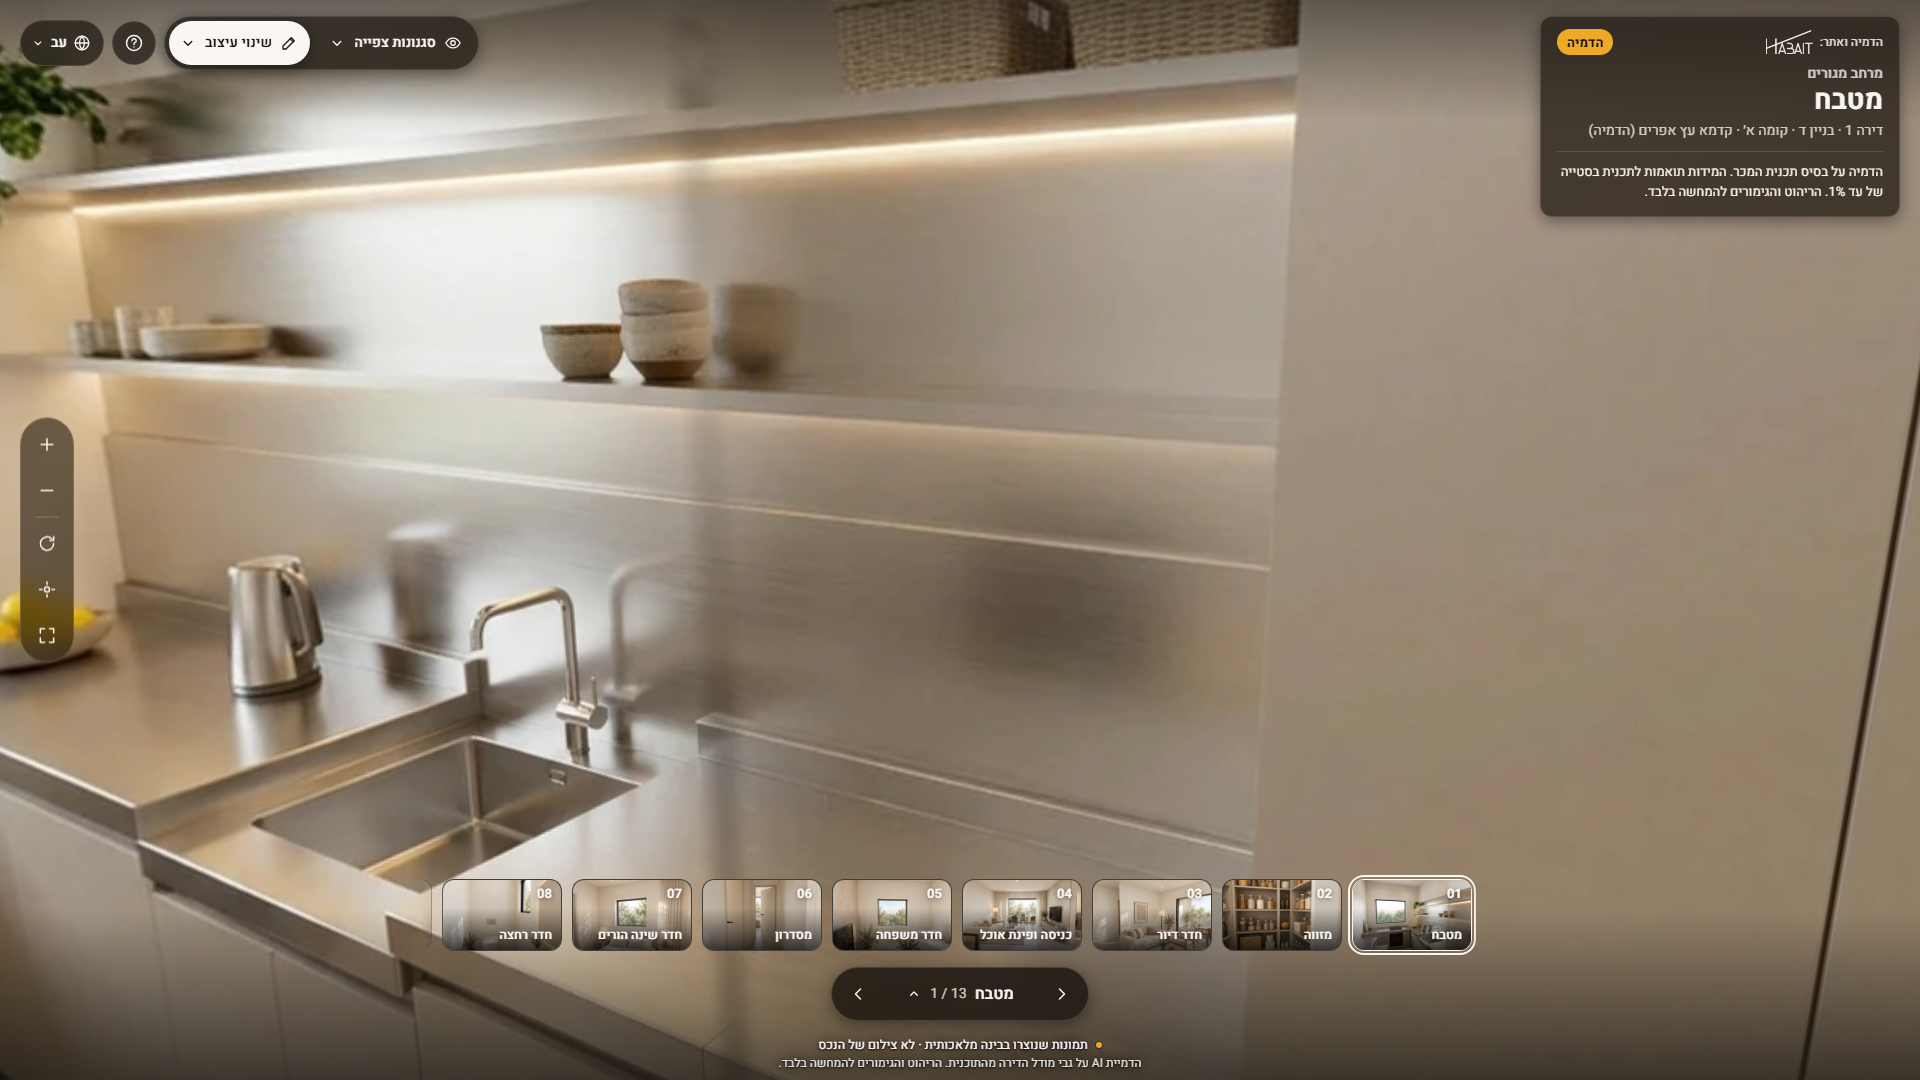 הדמיה ואתר: HABAIT
הדמיה
מרחב מגורים
מטבח
דירה 1 · בניין ד · קומה א' · קדמא עץ אפרים (הדמיה)
הדמיה על בסיס תכנית המכר. המידות תואמות לתכנית בסטייה
של עד 1%. הריהוט והגימורים להמחשה בלבד.
סגנונות צפייה
שינוי עיצוב
עב
01
מטבח
02
מזווה
03
חדר דיור
04
כניסה ופינת אוכל
05
חדר משפחה
06
מסדרון
07
חדר שינה הורים
08
חדר רחצה
מטבח 1 / 13
תמונות שנוצרו בבינה מלאכותית · לא צילום של הנכס
הדמיית AI על גבי מודל הדירה מהתוכנית. הריהוט והגימורים להמחשה בלבד.